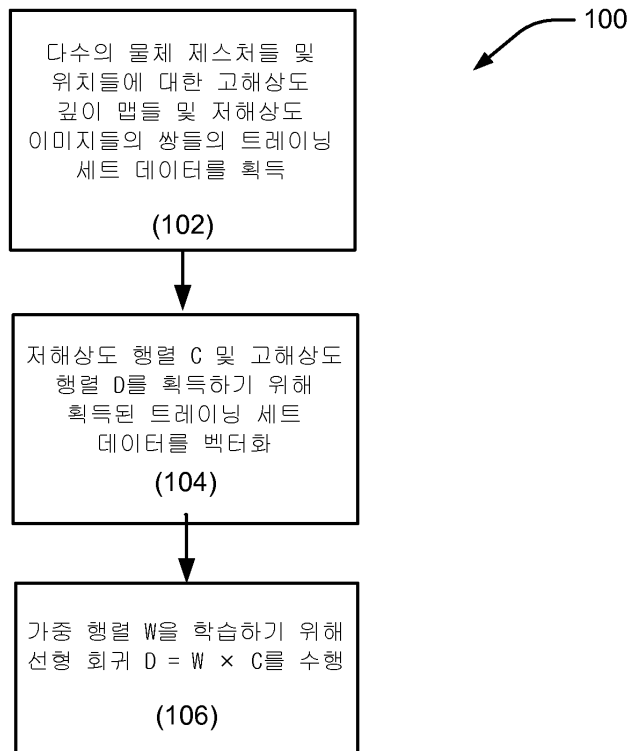 100
다수의 물체 제스처들 및
위치들에 대한 고해상도
깊이 맵들 및 저해상도
이미지들의 쌍들의 트레이닝
세트 데이터를 획득
(102)
저해상도 행렬 C 및 고해상도
행렬 D를 획득하기 위해
획득된 트레이닝 세트
데이터를 벡터화
(104)
가중 행렬 W을 학습하기 위해
선형 회귀 D = W × C를 수행
(106)